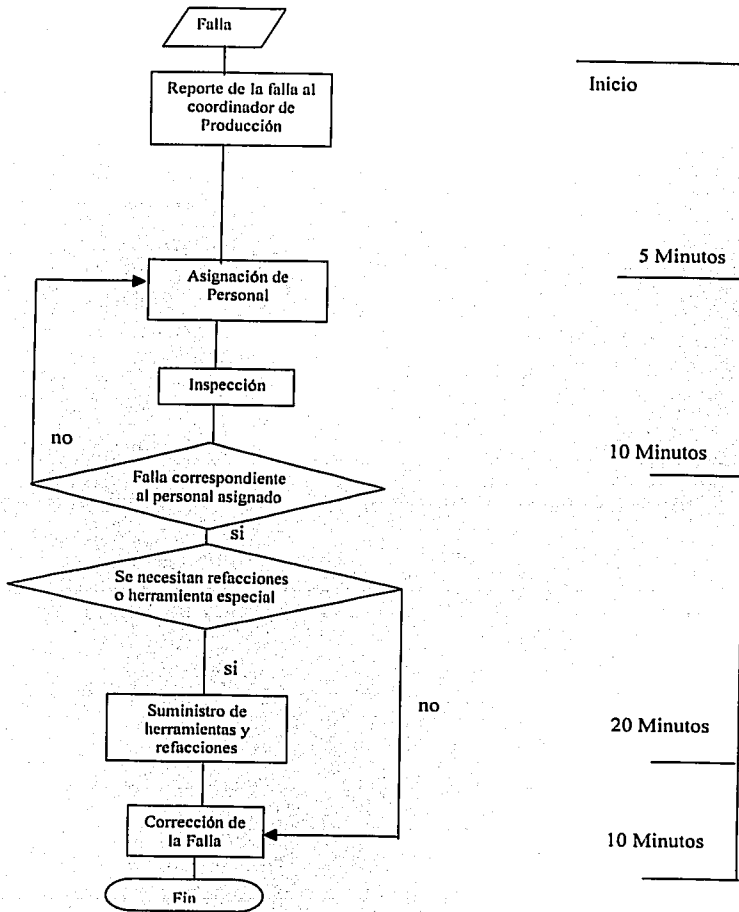 Falla
Reporte de la falla al
coordinador de
Producción
Inicio
5 Minutos
Asignación de
Personal
Inspección
no
10 Minutos
Falla correspondiente
al personal asignado
si
Se necesitan refacciones
o herramienta especial
si
no
Suministro de
herramientas y
refacciones
20 Minutos
Corrección de
la Falla
10 Minutos
Fin